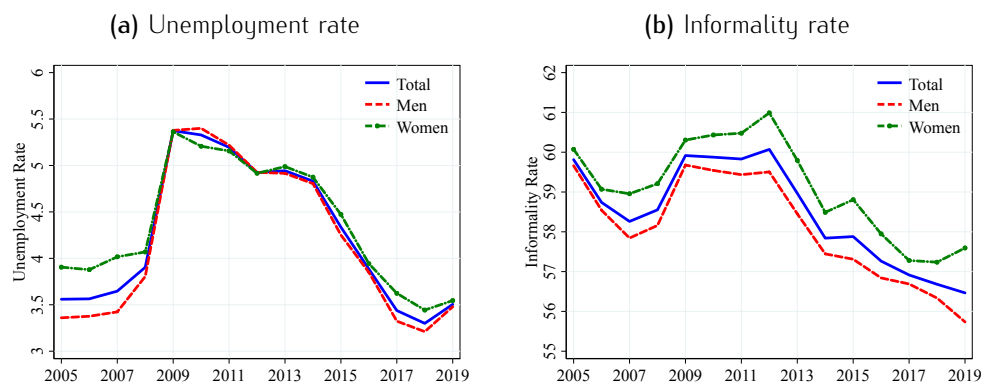 (a) Unemployment rate
(b) Informality rate
Unemployment Rate
6
5.5
5
4.5
4
3.5
3
Total
Men
Women
2005 2007 2009 2011 2013 2015 2017 2019
Informality Rate
62
61
60
59
58
57
56
55
Total
Men
Women
2005 2007 2009 2011 2013 2015 2017 2019